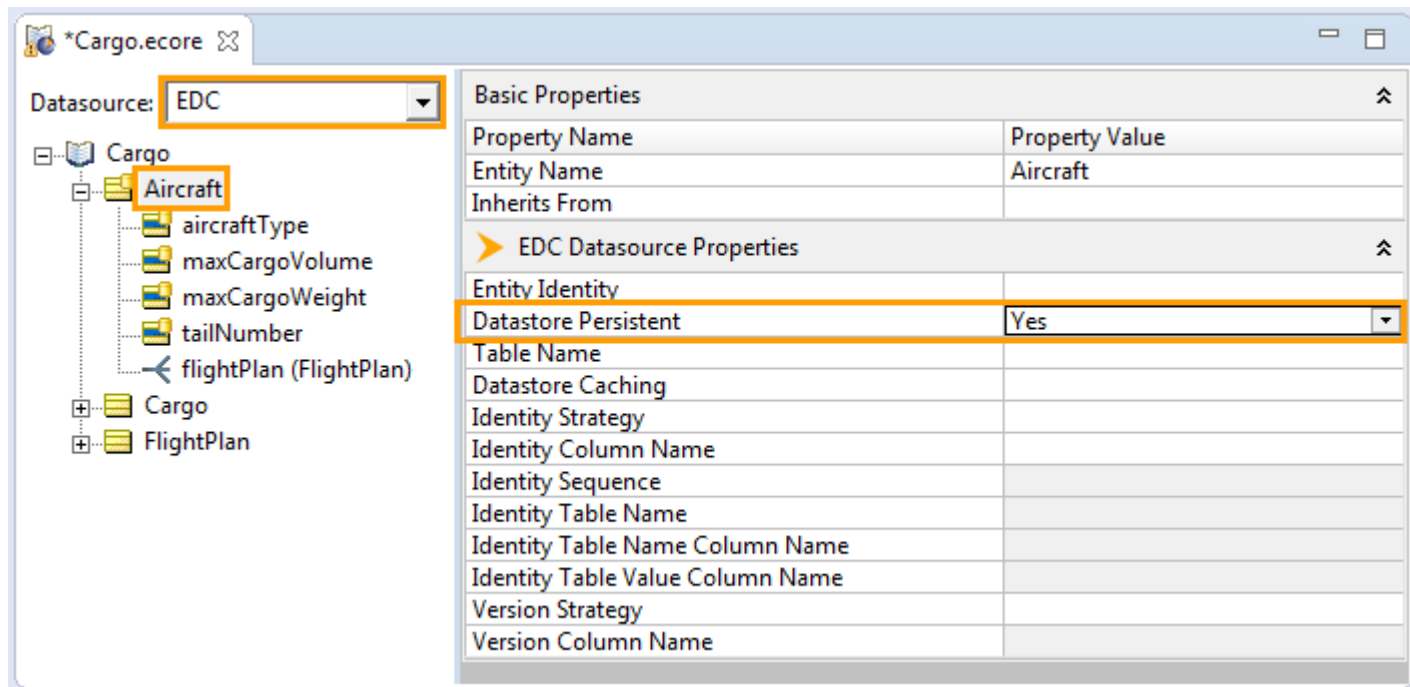 *Cargo.ecore
Datasource: EDC
Cargo
Aircraft
aircraftType
maxCargoVolume
maxCargoWeight
tailNumber
flightPlan (FlightPlan)
Cargo
FlightPlan
Basic Properties
Property Name Property Value
Entity Name Aircraft
Inherits From
EDC Datasource Properties
Entity Identity
Datastore Persistent Yes
Table Name
Datastore Caching
Identity Strategy
Identity Column Name
Identity Sequence
Identity Table Name
Identity Table Name Column Name
Identity Table Value Column Name
Version Strategy
Version Column Name